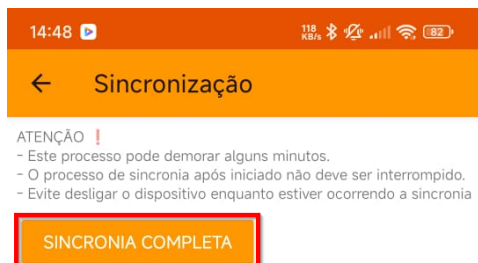 14:48 118 KB/s 82
Sincronização
ATENÇÃO ❗
- Este processo pode demorar alguns minutos.
- O processo de sincronia após iniciado não deve ser interrompido.
- Evite desligar o dispositivo enquanto estiver ocorrendo a sincronia
SINCRONIA COMPLETA